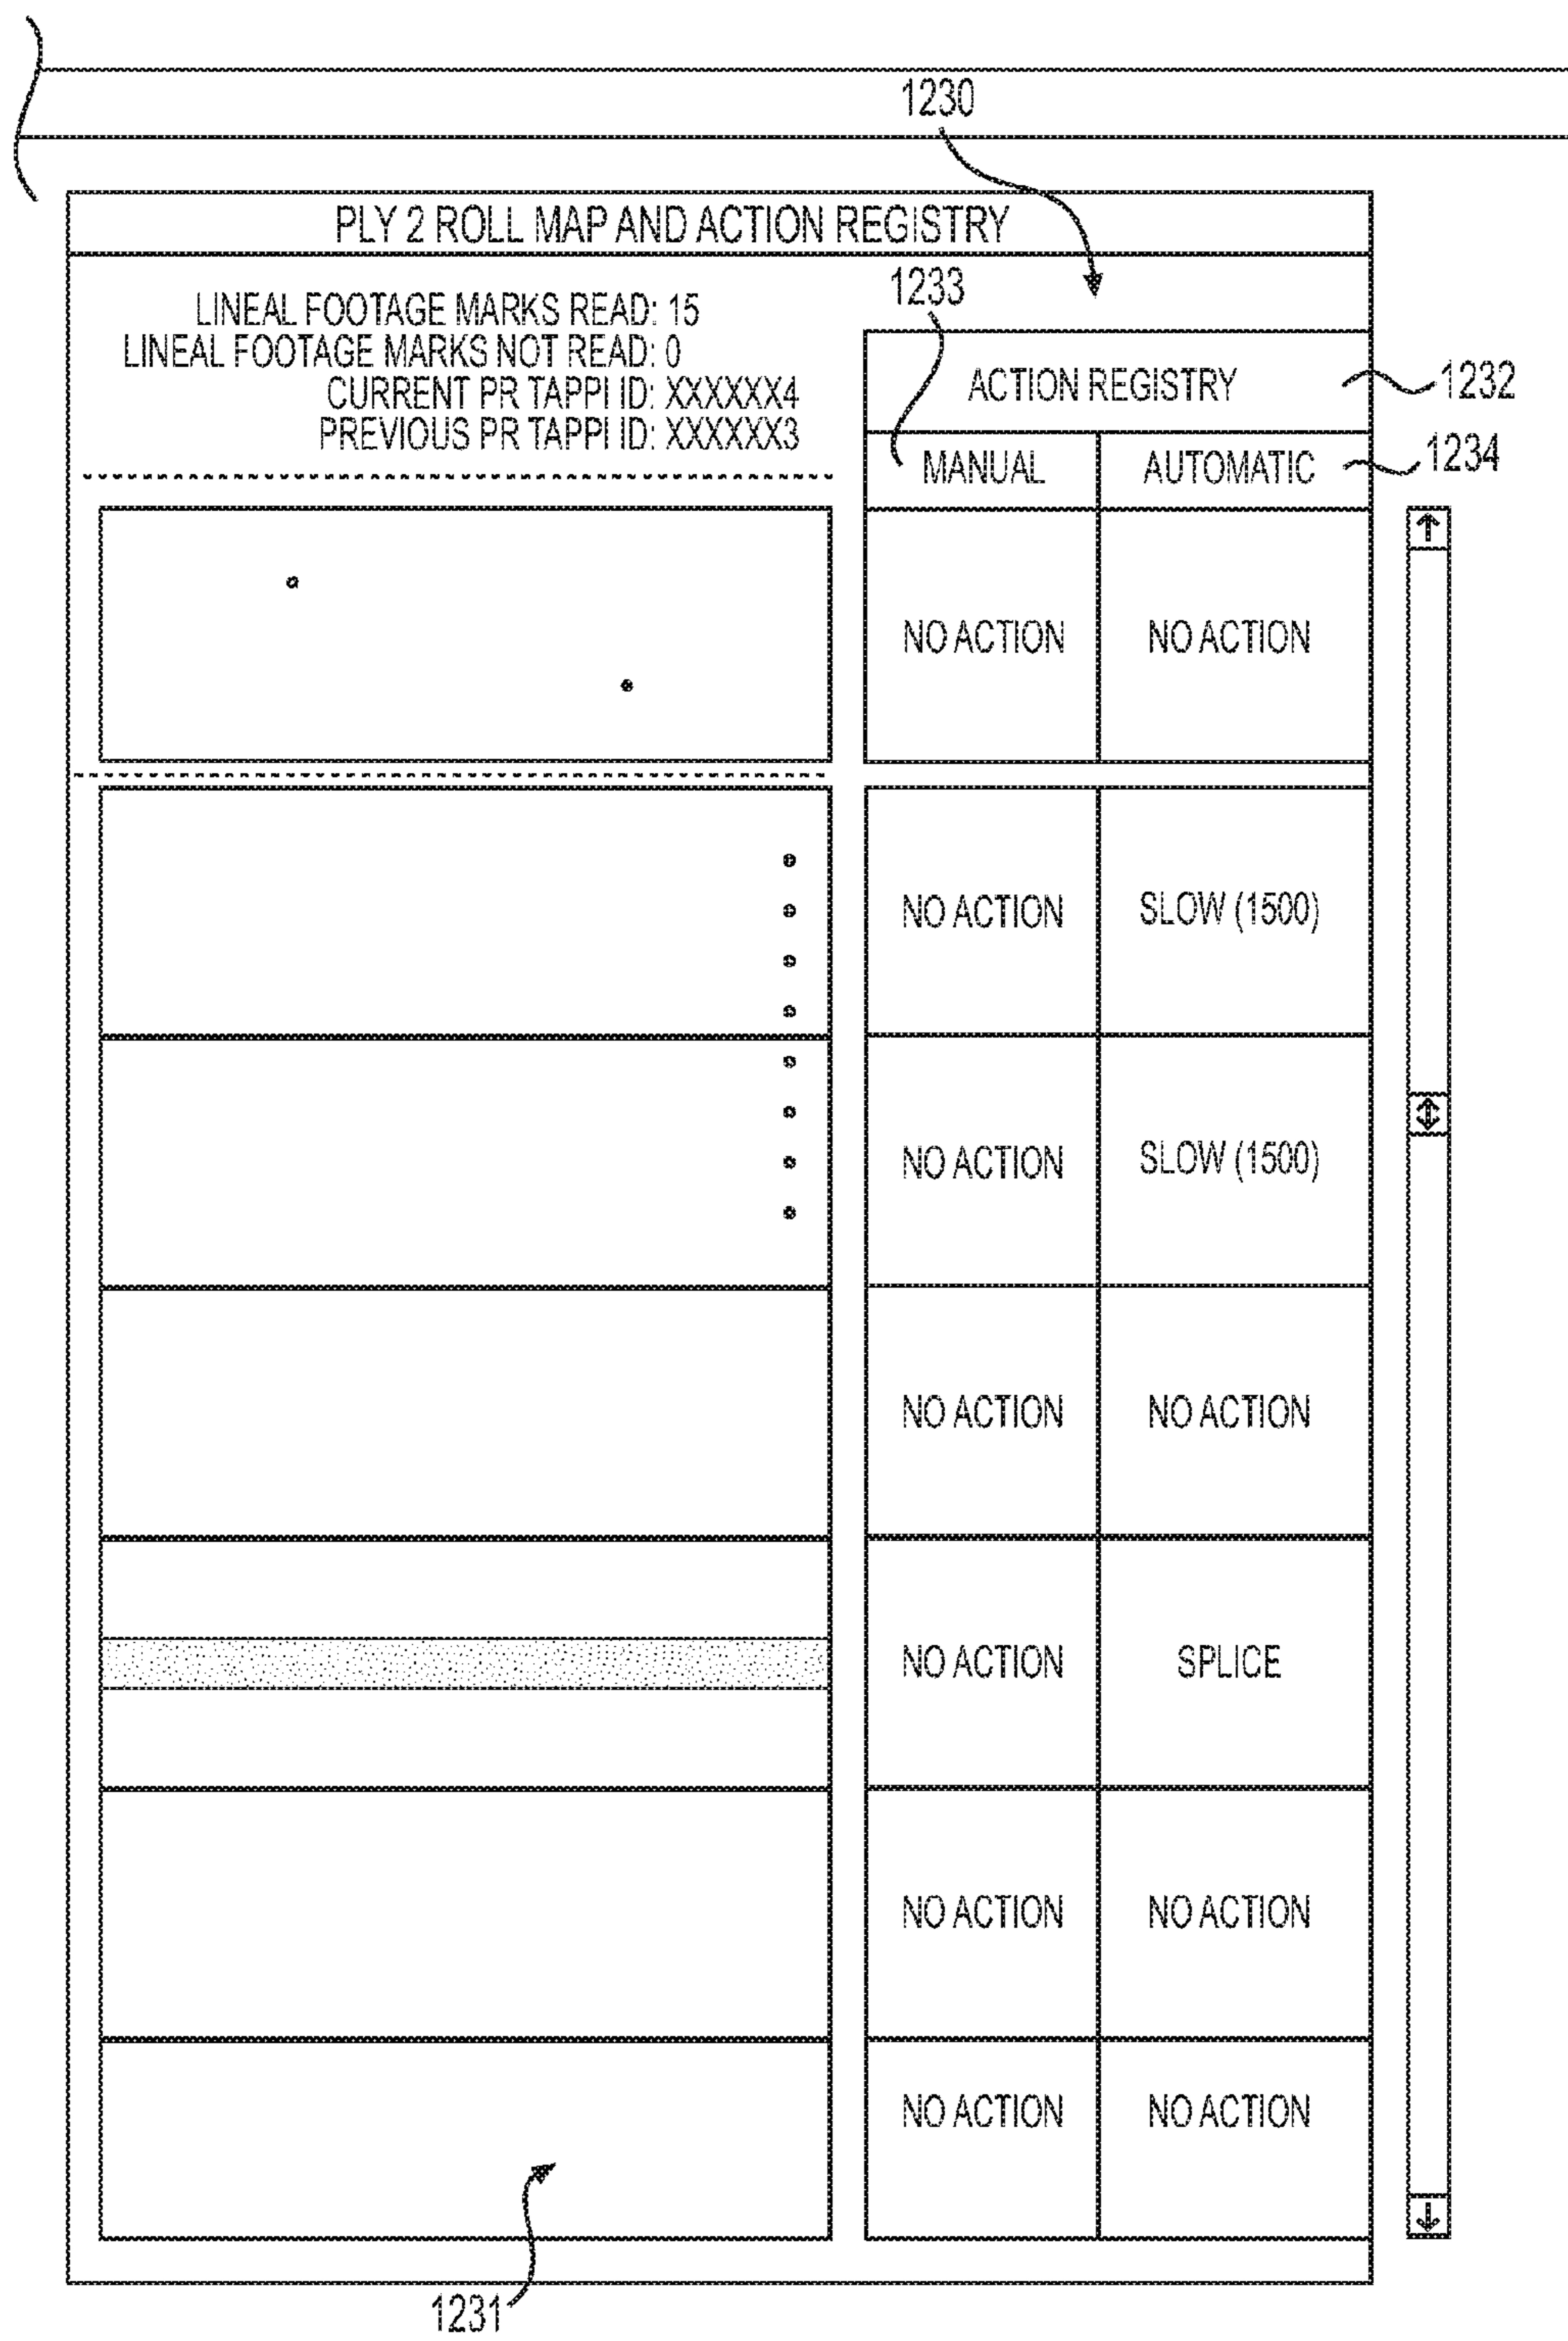 1230
PLY 2 ROLL MAP AND ACTION REGISTRY
1233
LINEAL FOOTAGE MARKS READ: 15
LINEAL FOOTAGE MARKS NOT READ: 0
CURRENT PR TAPPI ID: XXXXXX4
PREVIOUS PR TAPPI ID: XXXXXX3
ACTION REGISTRY
1232
MANUAL
AUTOMATIC
1234
NO ACTION
NO ACTION
NO ACTION
SLOW (1500)
NO ACTION
SLOW (1500)
NO ACTION
NO ACTION
NO ACTION
SPLICE
NO ACTION
NO ACTION
NO ACTION
NO ACTION
1231